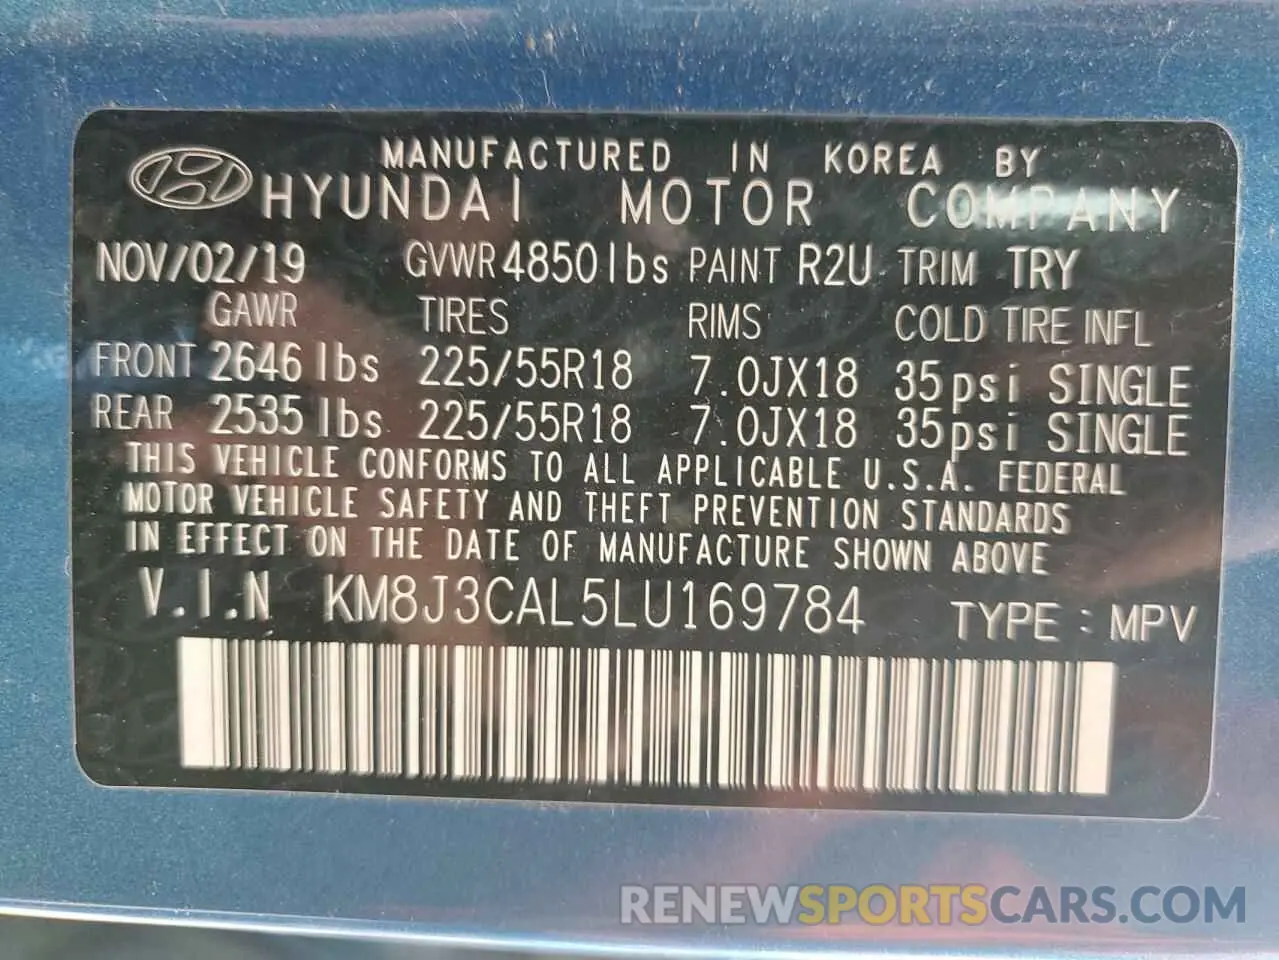 MANUFACTURED IN KOREA BY
HYUNDAI MOTOR COMPANY
NOV/02/19 GVWR 4850 lbs PAINT R2U TRIM TRY
GAWR TIRES RIMS COLD TIRE INFL
FRONT 2646 lbs 225/55R18 7.0JX18 35psi SINGLE
REAR 2535 lbs 225/55R18 7.0JX18 35psi SINGLE
THIS VEHICLE CONFORMS TO ALL APPLICABLE U.S.A. FEDERAL
MOTOR VEHICLE SAFETY AND THEFT PREVENTION STANDARDS
IN EFFECT ON THE DATE OF MANUFACTURE SHOWN ABOVE
V.I.N KM8J3CAL5LU169784 TYPE : MPV
RENEWSPORTSCARS.COM